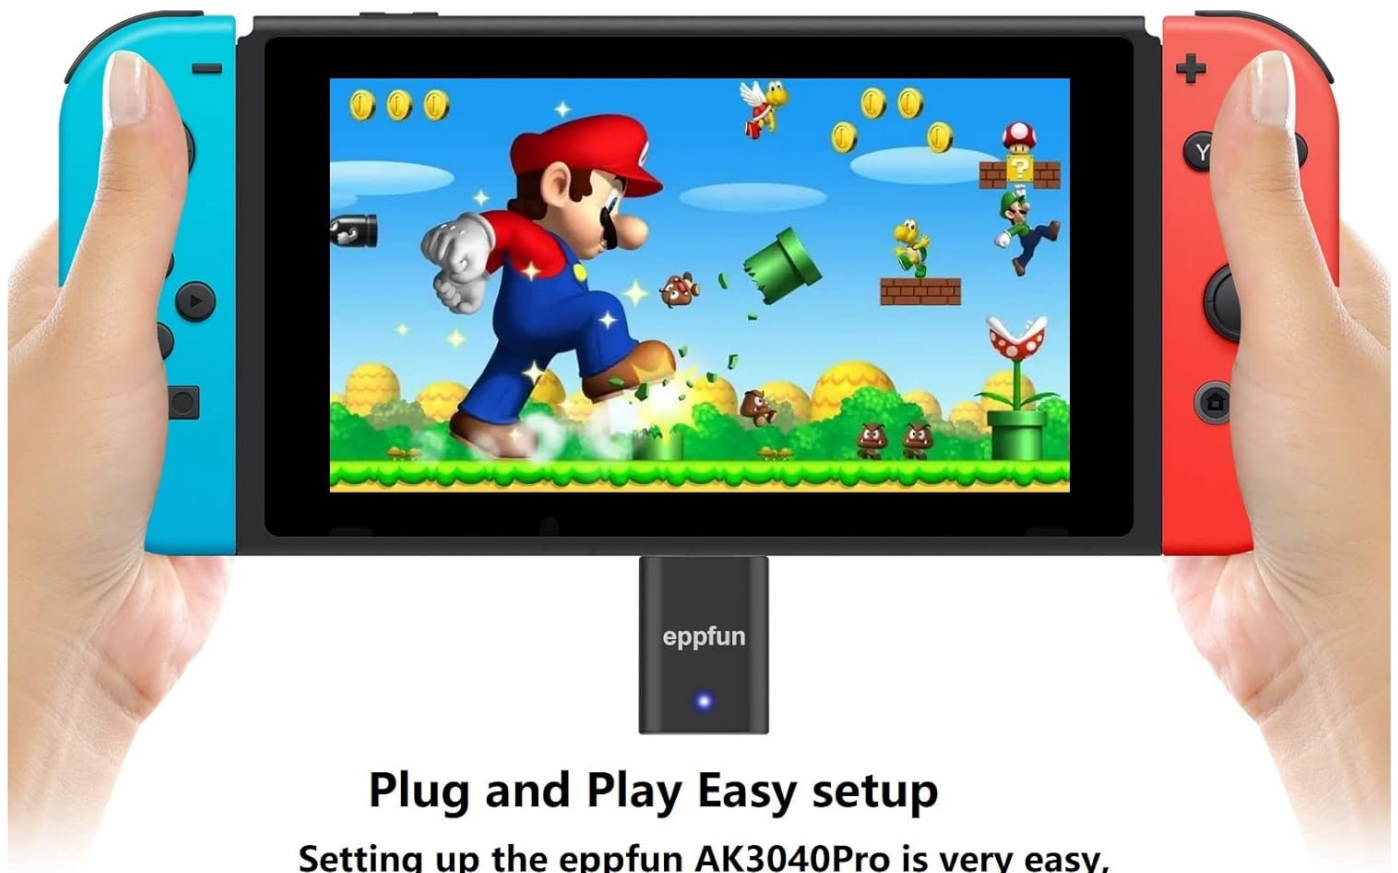 Y
?
eppfun
Plug and Play Easy setup
Setting up the eppfun AK3040Pro is very easy,